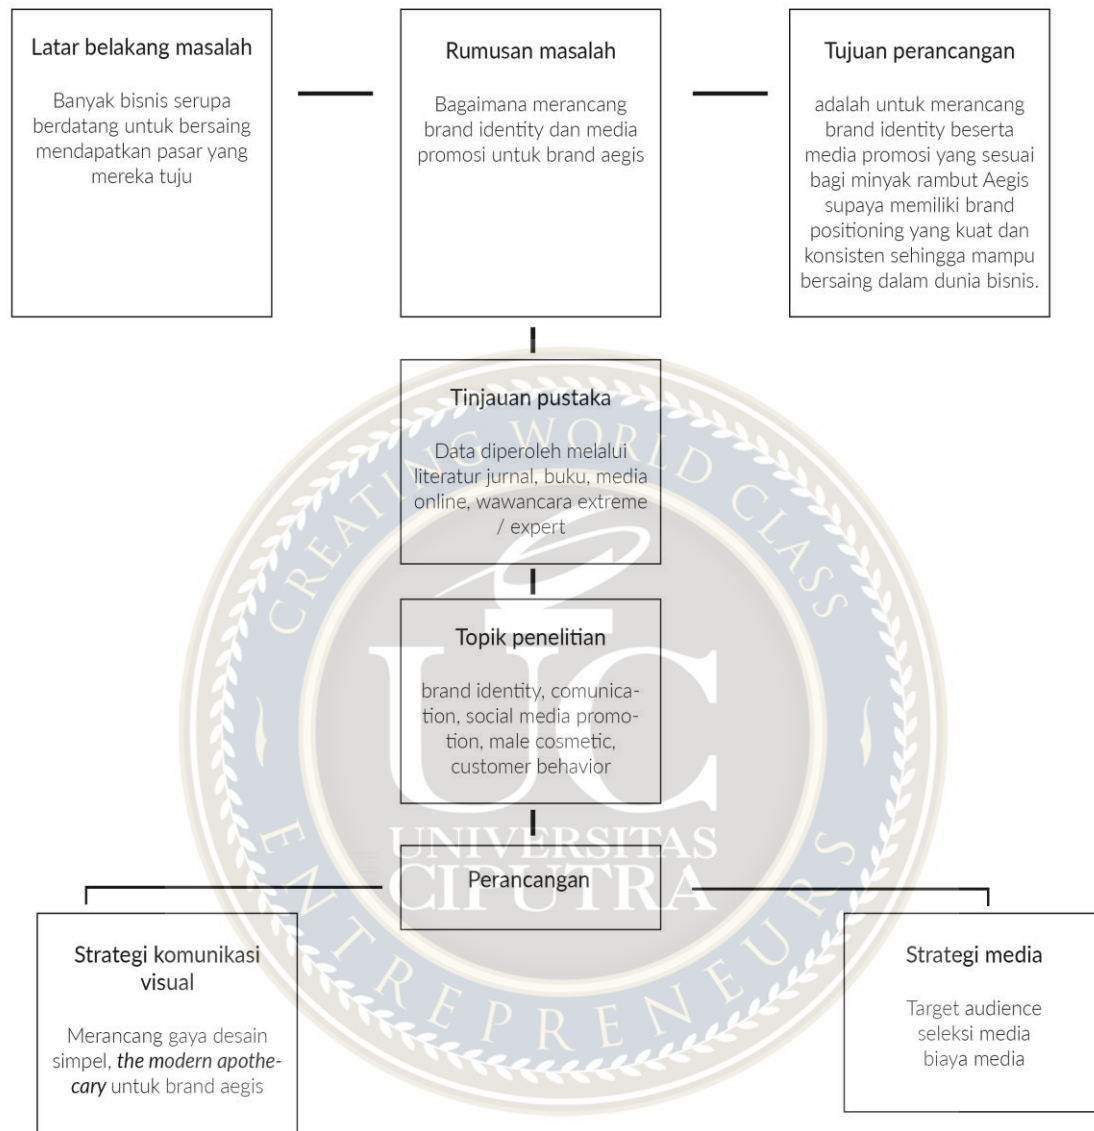 Latar belakang masalah
Banyak bisnis serupa
berdatang untuk bersaing
mendapatkan pasar yang
mereka tuju
Rumusan masalah
Bagaimana merancang
brand identity dan media
promosi untuk brand aegis
Tujuan perancangan
adalah untuk merancang
brand identity beserta
media promosi yang sesuai
bagi minyak rambut Aegis
supaya memiliki brand
positioning yang kuat dan
konsisten sehingga mampu
bersaing dalam dunia bisnis.
Tinjauan pustaka
Data diperoleh melalui
literatur jurnal, buku, media
online, wawancara extreme
/ expert
Topik penelitian
brand identity, comunica-
tion, social media promo-
tion, male cosmetic,
customer behavior
Perancangan
Strategi komunikasi
visual
Merancang gaya desain
simpel, the modern apothe-
cary untuk brand aegis
Strategi media
Target audience
seleksi media
biaya media
CREATING WORLD CLASS
UC
UNIVERSITAS
CIPUTRA
ENTREPRENEURS